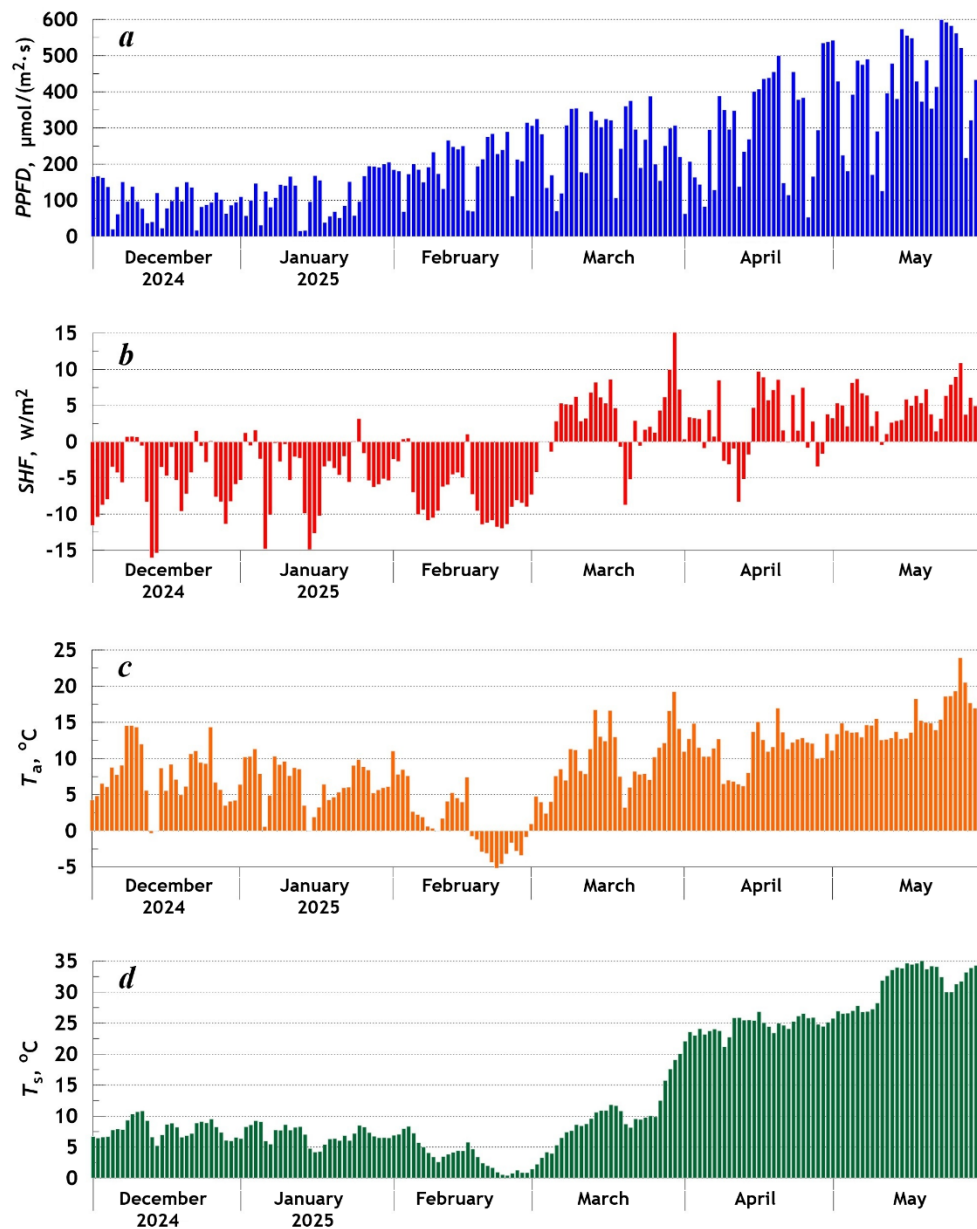 a
PPFD, μmol/(m²·s)
600
500
400
300
200
100
0
December
2024
January
2025
February
March
April
May
b
SHF, W/m²
15
10
5
0
-5
-10
-15
December
2024
January
2025
February
March
April
May
c
Ta, °C
25
20
15
10
5
0
-5
December
2024
January
2025
February
March
April
May
d
Ts, °C
35
30
25
20
15
10
5
0
December
2024
January
2025
February
March
April
May